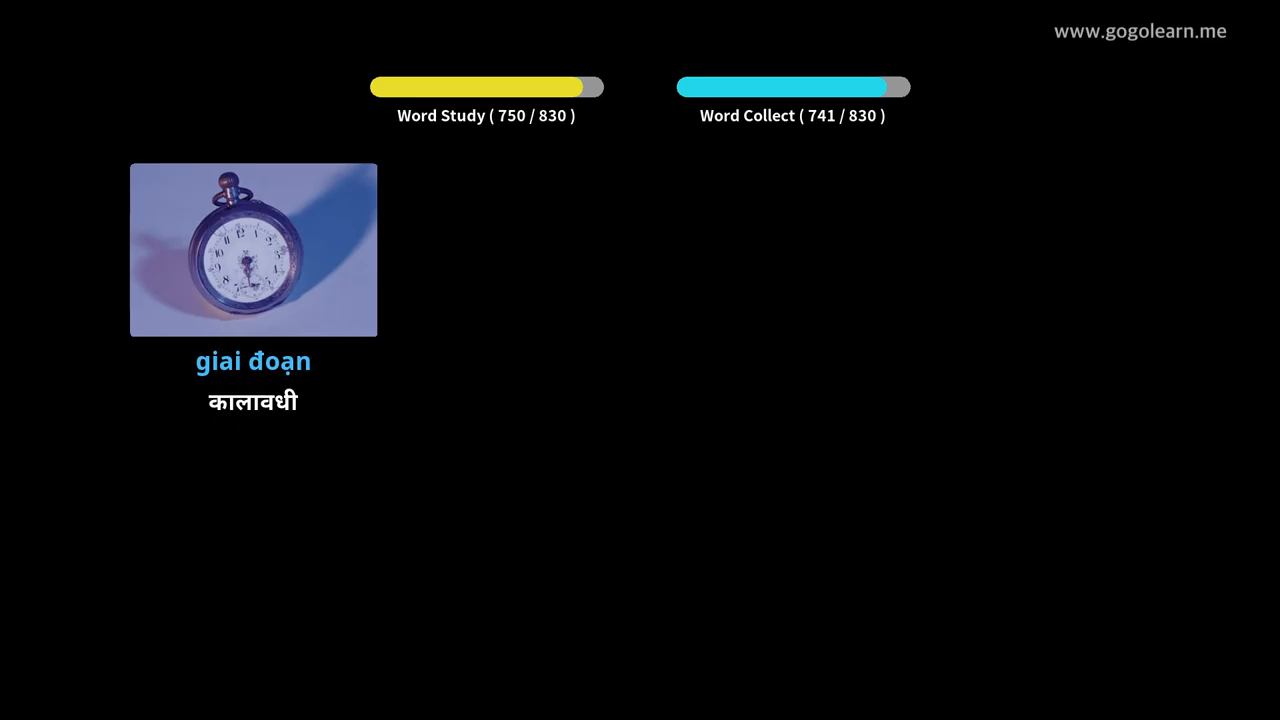 www.gogolearn.me
Word Study ( 750 / 830 )
Word Collect ( 741 / 830 )
giai đoạn
कालावधी